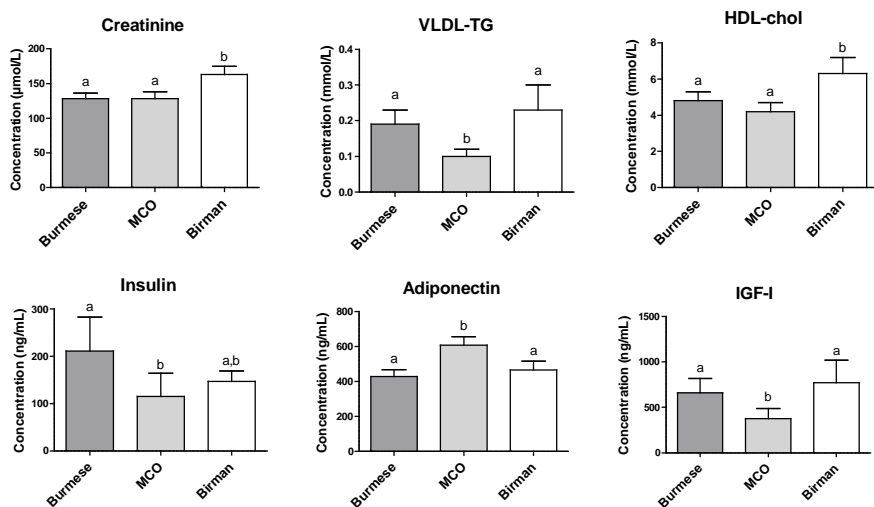 Creatinine
Concentration (µmol/L)
200
150
100
50
0
a
a
b
Burmese
MCO
Birman
VLDL-TG
Concentration (mmol/L)
0.4
0.3
0.2
0.1
0.0
a
b
a
Burmese
MCO
Birman
HDL-chol
Concentration (mmol/L)
8
6
4
2
0
a
a
b
Burmese
MCO
Birman
Insulin
Concentration (ng/mL)
300
200
100
0
a
b
a,b
Burmese
MCO
Birman
Adiponectin
Concentration (ng/mL)
800
600
400
200
0
a
b
a
Burmese
MCO
Birman
IGF-I
Concentration (ng/mL)
1500
1000
500
0
a
b
a
Burmese
MCO
Birman